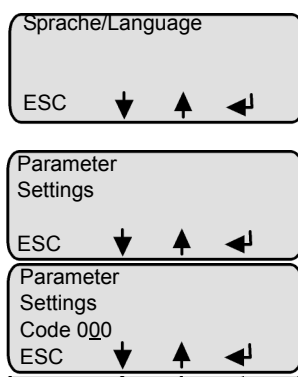 Sprache/Language
ESC
Parameter
Settings
ESC
Parameter
Settings
Code 000
ESC